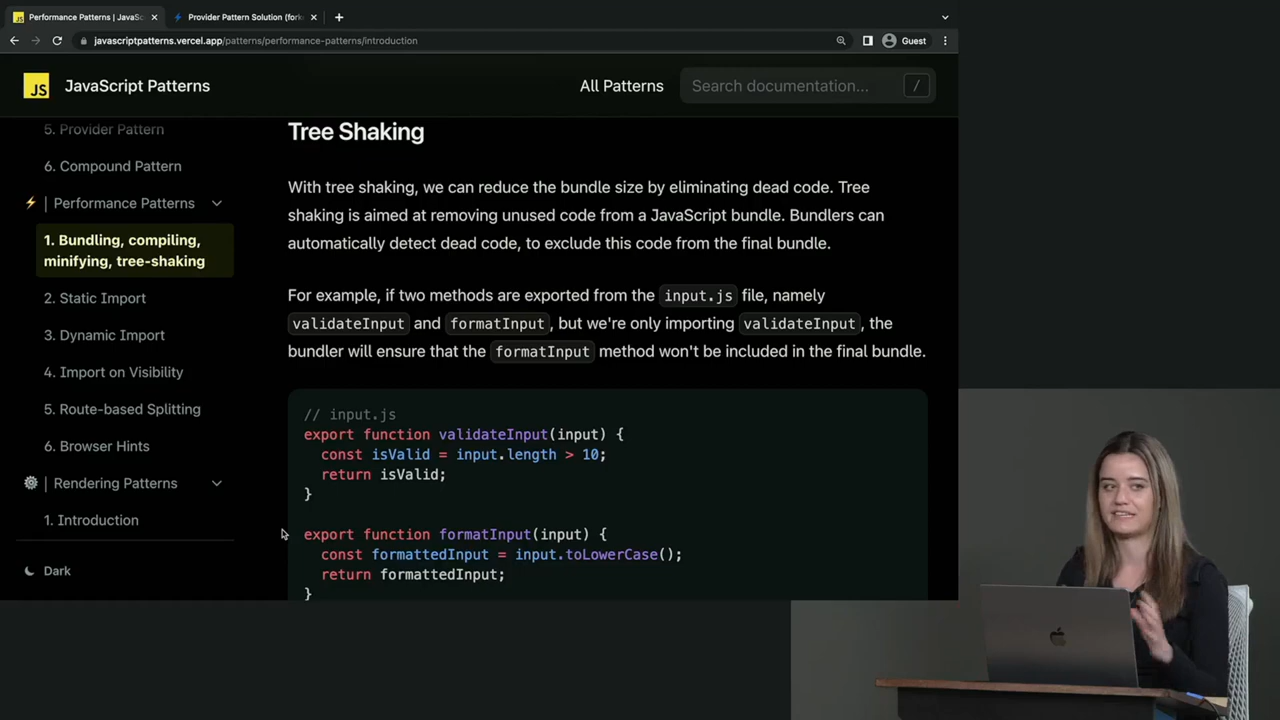 Performance Patterns | JavaSc
Provider Pattern Solution (fork
javascriptpatterns.vercel.app/patterns/performance-patterns/introduction
Guest
JS
JavaScript Patterns
All Patterns
Search documentation...
/
5. Provider Pattern
6. Compound Pattern
⚡ | Performance Patterns
1. Bundling, compiling,
minifying, tree-shaking
2. Static Import
3. Dynamic Import
4. Import on Visibility
5. Route-based Splitting
6. Browser Hints
| Rendering Patterns
1. Introduction
Dark
Tree Shaking
With tree shaking, we can reduce the bundle size by eliminating dead code. Tree
shaking is aimed at removing unused code from a JavaScript bundle. Bundlers can
automatically detect dead code, to exclude this code from the final bundle.
For example, if two methods are exported from the input.js file, namely
validateInput and formatInput, but we're only importing validateInput, the
bundler will ensure that the formatInput method won't be included in the final bundle.
// input.js
export function validateInput(input) {
const isValid = input.length > 10;
return isValid;
}
export function formatInput(input) {
const formattedInput = input.toLowerCase();
return formattedInput;
}